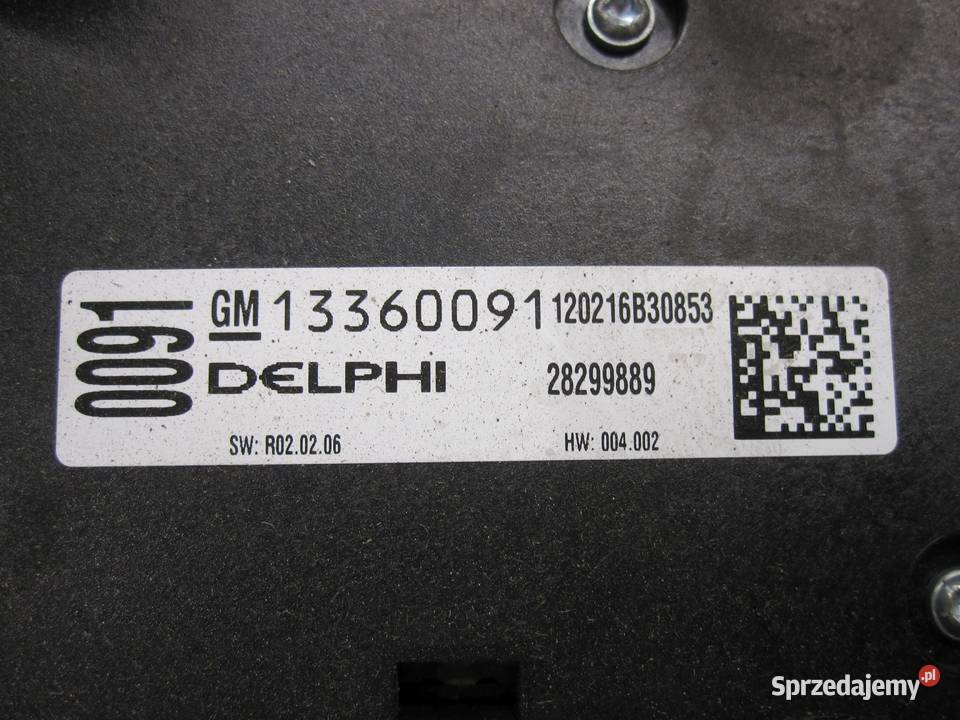 0091
GM 13360091 120216B30853
DELPHI 28299889
SW: R02.02.06 HW: 004.002
Sprzedajemy.pl